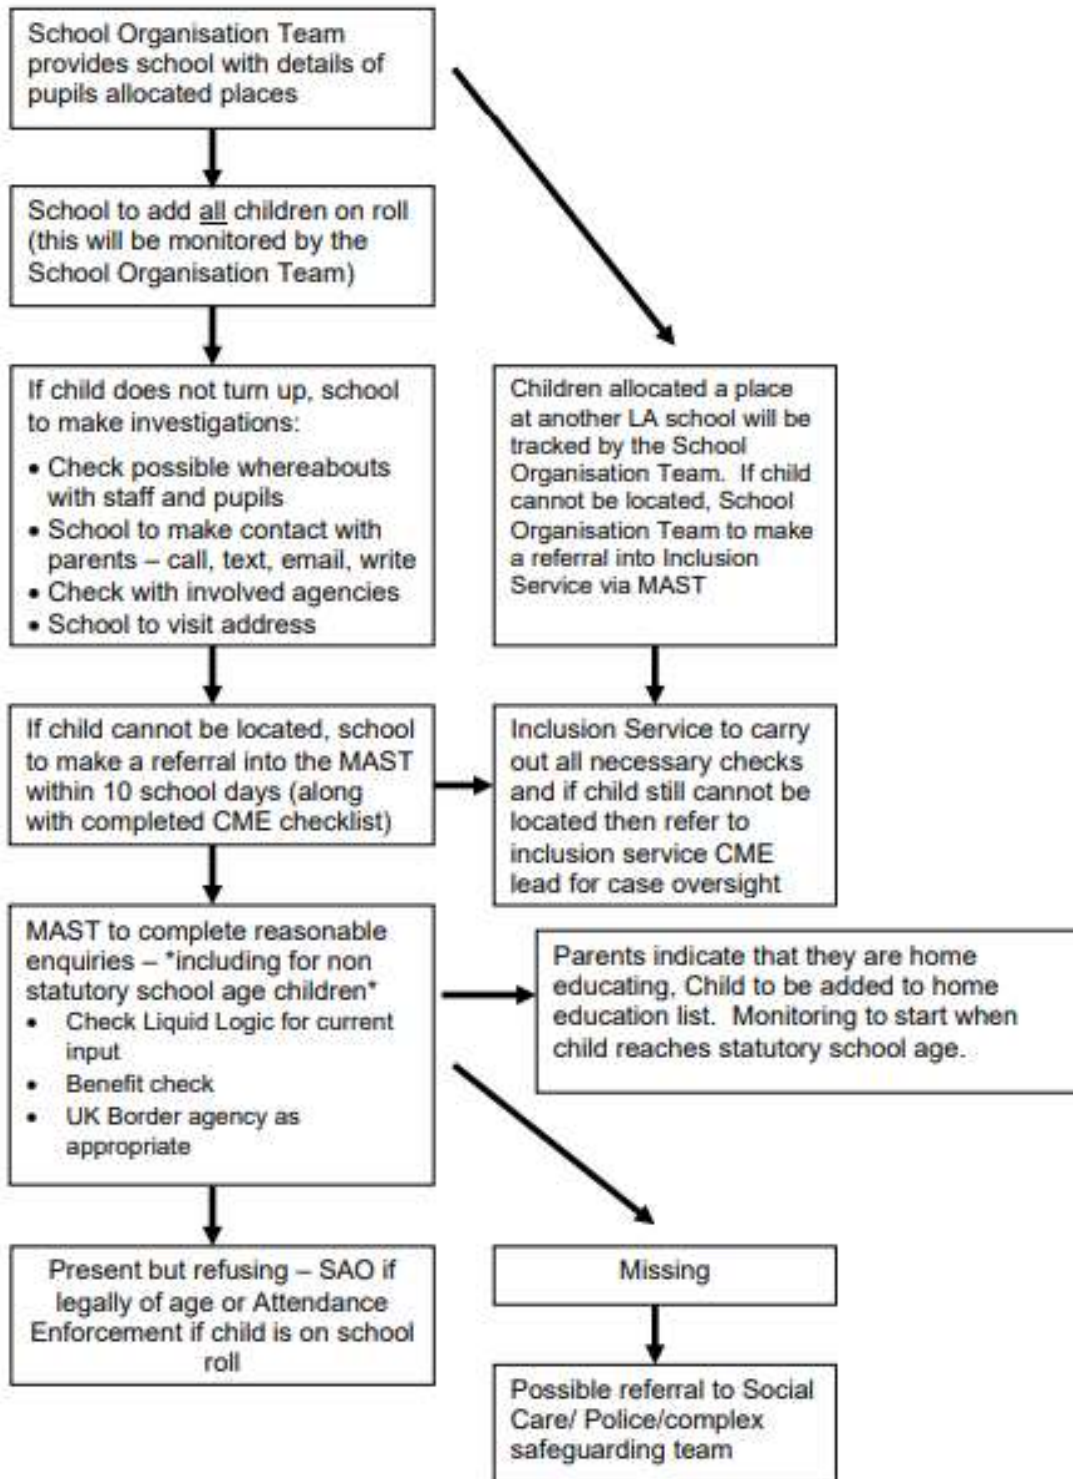 School Organisation Team
provides school with details of
pupils allocated places
School to add all children on roll
(this will be monitored by the
School Organisation Team)
If child does not turn up, school
to make investigations:
• Check possible whereabouts
with staff and pupils
• School to make contact with
parents – call, text, email, write
• Check with involved agencies
• School to visit address
Children allocated a place
at another LA school will be
tracked by the School
Organisation Team. If child
cannot be located, School
Organisation Team to make
a referral into Inclusion
Service via MAST
If child cannot be located, school
to make a referral into the MAST
within 10 school days (along
with completed CME checklist)
Inclusion Service to carry
out all necessary checks
and if child still cannot be
located then refer to
inclusion service CME
lead for case oversight
MAST to complete reasonable
enquiries – *including for non
statutory school age children*
• Check Liquid Logic for current
input
• Benefit check
• UK Border agency as
appropriate
Parents indicate that they are home
educating, Child to be added to home
education list. Monitoring to start when
child reaches statutory school age.
Present but refusing – SAO if
legally of age or Attendance
Enforcement if child is on school
roll
Missing
Possible referral to Social
Care/ Police/complex
safeguarding team